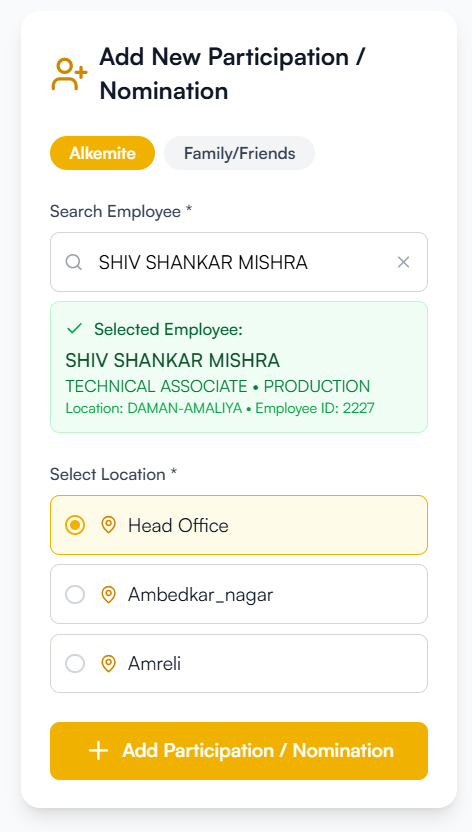 Add New Participation /
Nomination
Alkemite
Family/Friends
Search Employee *
SHIV SHANKAR MISHRA
Selected Employee:
SHIV SHANKAR MISHRA
TECHNICAL ASSOCIATE • PRODUCTION
Location: DAMAN-AMALIYA • Employee ID: 2227
Select Location *
Head Office
Ambedkar_nagar
Amreli
Add Participation / Nomination